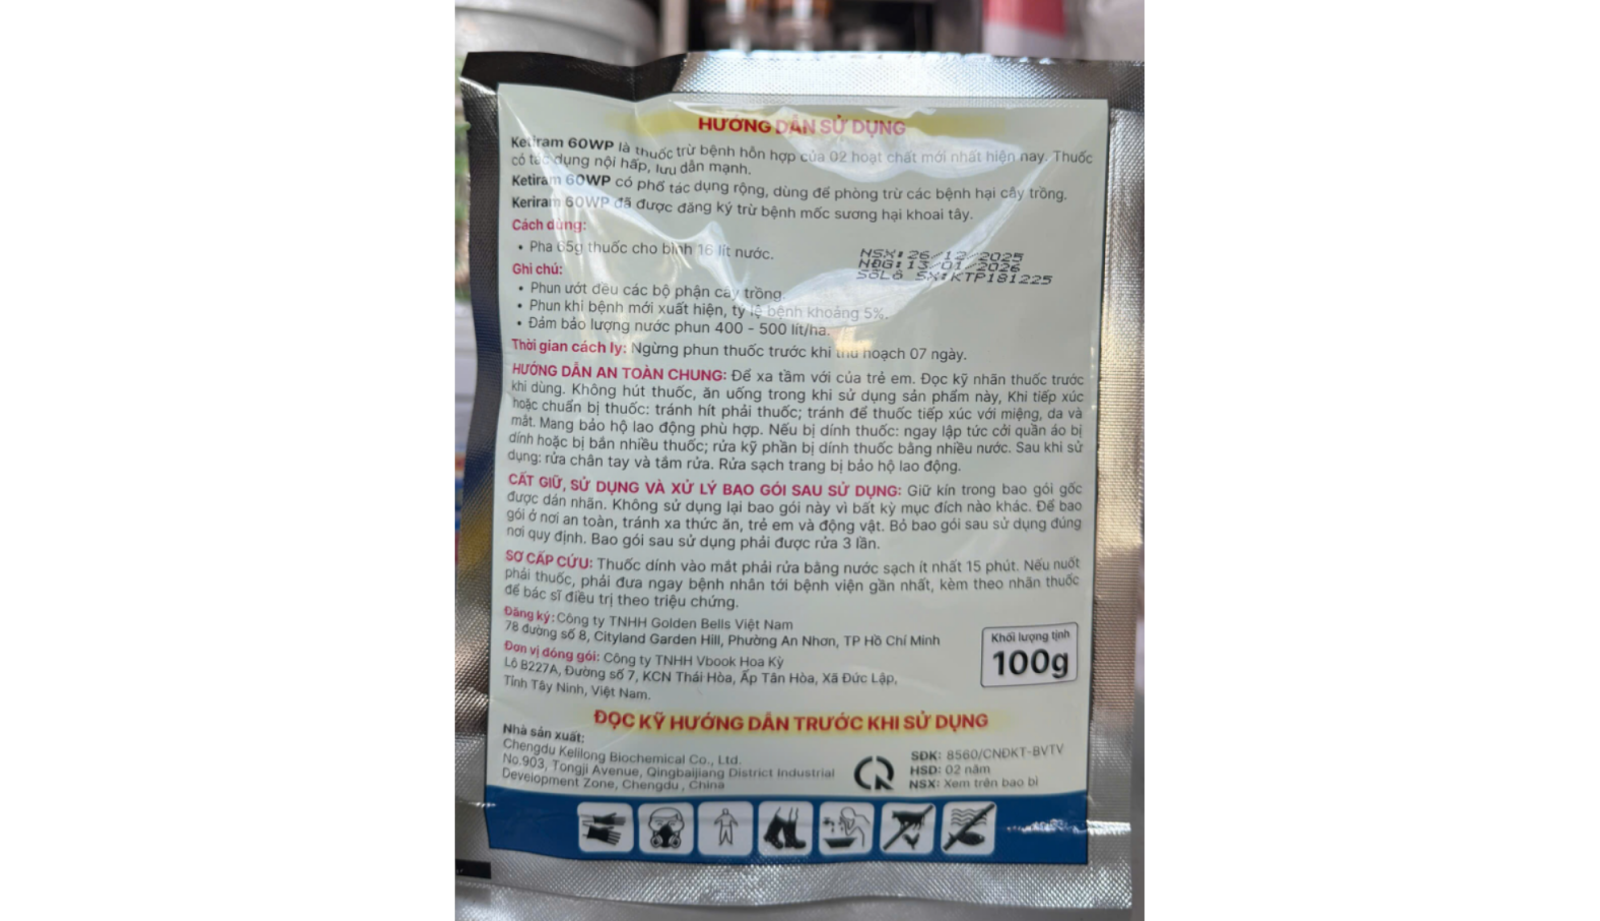 HƯỚNG DẪN SỬ DỤNG
Ketiram 60WP là thuốc trừ bệnh hỗn hợp của 02 hoạt chất mới nhất hiện nay. Thuốc
có tác dụng nội hấp, lưu dẫn mạnh.
Ketiram 60WP có phổ tác dụng rộng, dùng để phòng trừ các bệnh hại cây trồng.
Keriram 60WP đã được đăng ký trừ bệnh mốc sương hại khoai tây.
Cách dùng:
• Pha 65g thuốc cho bình 16 lít nước.
NSX: 26/12/2025
NĐG: 13/01/2026
SốLô SX: KTP181225
Ghi chú:
• Phun ướt đều các bộ phận cây trồng.
• Phun khi bệnh mới xuất hiện, tỷ lệ bệnh khoảng 5%.
• Đảm bảo lượng nước phun 400 - 500 lít/ha.
Thời gian cách ly: Ngừng phun thuốc trước khi thu hoạch 07 ngày.
HƯỚNG DẪN AN TOÀN CHUNG: Để xa tầm với của trẻ em. Đọc kỹ nhãn thuốc trước
khi dùng. Không hút thuốc, ăn uống trong khi sử dụng sản phẩm này, Khi tiếp xúc
hoặc chuẩn bị thuốc: tránh hít phải thuốc; tránh để thuốc tiếp xúc với miệng, da và
mắt. Mang bảo hộ lao động phù hợp. Nếu bị dính thuốc: ngay lập tức cởi quần áo bị
dính hoặc bị bắn nhiều thuốc; rửa kỹ phần bị dính thuốc bằng nhiều nước. Sau khi sử
dụng: rửa chân tay và tắm rửa. Rửa sạch trang bị bảo hộ lao động.
CẤT GIỮ, SỬ DỤNG VÀ XỬ LÝ BAO GÓI SAU SỬ DỤNG: Giữ kín trong bao gói gốc
được dán nhãn. Không sử dụng lại bao gói này vì bất kỳ mục đích nào khác. Để bao
gói ở nơi an toàn, tránh xa thức ăn, trẻ em và động vật. Bỏ bao gói sau sử dụng đúng
nơi quy định. Bao gói sau sử dụng phải được rửa 3 lần.
SƠ CẤP CỨU: Thuốc dính vào mắt phải rửa bằng nước sạch ít nhất 15 phút. Nếu nuốt
phải thuốc, phải đưa ngay bệnh nhân tới bệnh viện gần nhất, kèm theo nhãn thuốc
để bác sĩ điều trị theo triệu chứng.
Đăng ký: Công ty TNHH Golden Bells Việt Nam
78 đường số 8, Cityland Garden Hill, Phường An Nhơn, TP Hồ Chí Minh
Đơn vị đóng gói: Công ty TNHH Vbook Hoa Kỳ
Lô B227A, Đường số 7, KCN Thái Hòa, Ấp Tân Hòa, Xã Đức Lập,
Tỉnh Tây Ninh, Việt Nam.
Khối lượng tịnh
100g
ĐỌC KỸ HƯỚNG DẪN TRƯỚC KHI SỬ DỤNG
Nhà sản xuất:
Chengdu Kelilong Biochemical Co., Ltd.
No.903, Tongji Avenue, Qingbaijiang District Industrial
Development Zone, Chengdu, China
SĐK: 8560/CNĐKT-BVTV
HSD: 02 năm
NSX: Xem trên bao bì